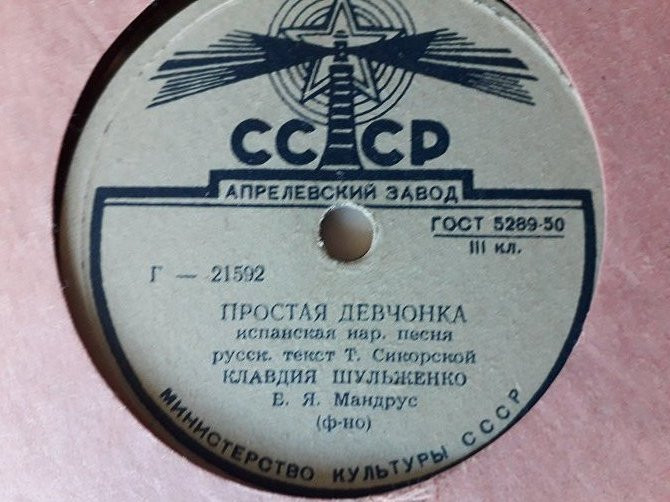 СССР
АПРЕЛЕВСКИЙ ЗАВОД
ГОСТ 5289-50
III кл.
Г — 21592
ПРОСТАЯ ДЕВЧОНКА
испанская нар. песня
русск. текст Т. Сикорской
КЛАВДИЯ ШУЛЬЖЕНКО
Е. Я. Мандрус
(ф-но)
МИНИСТЕРСТВО КУЛЬТУРЫ СССР